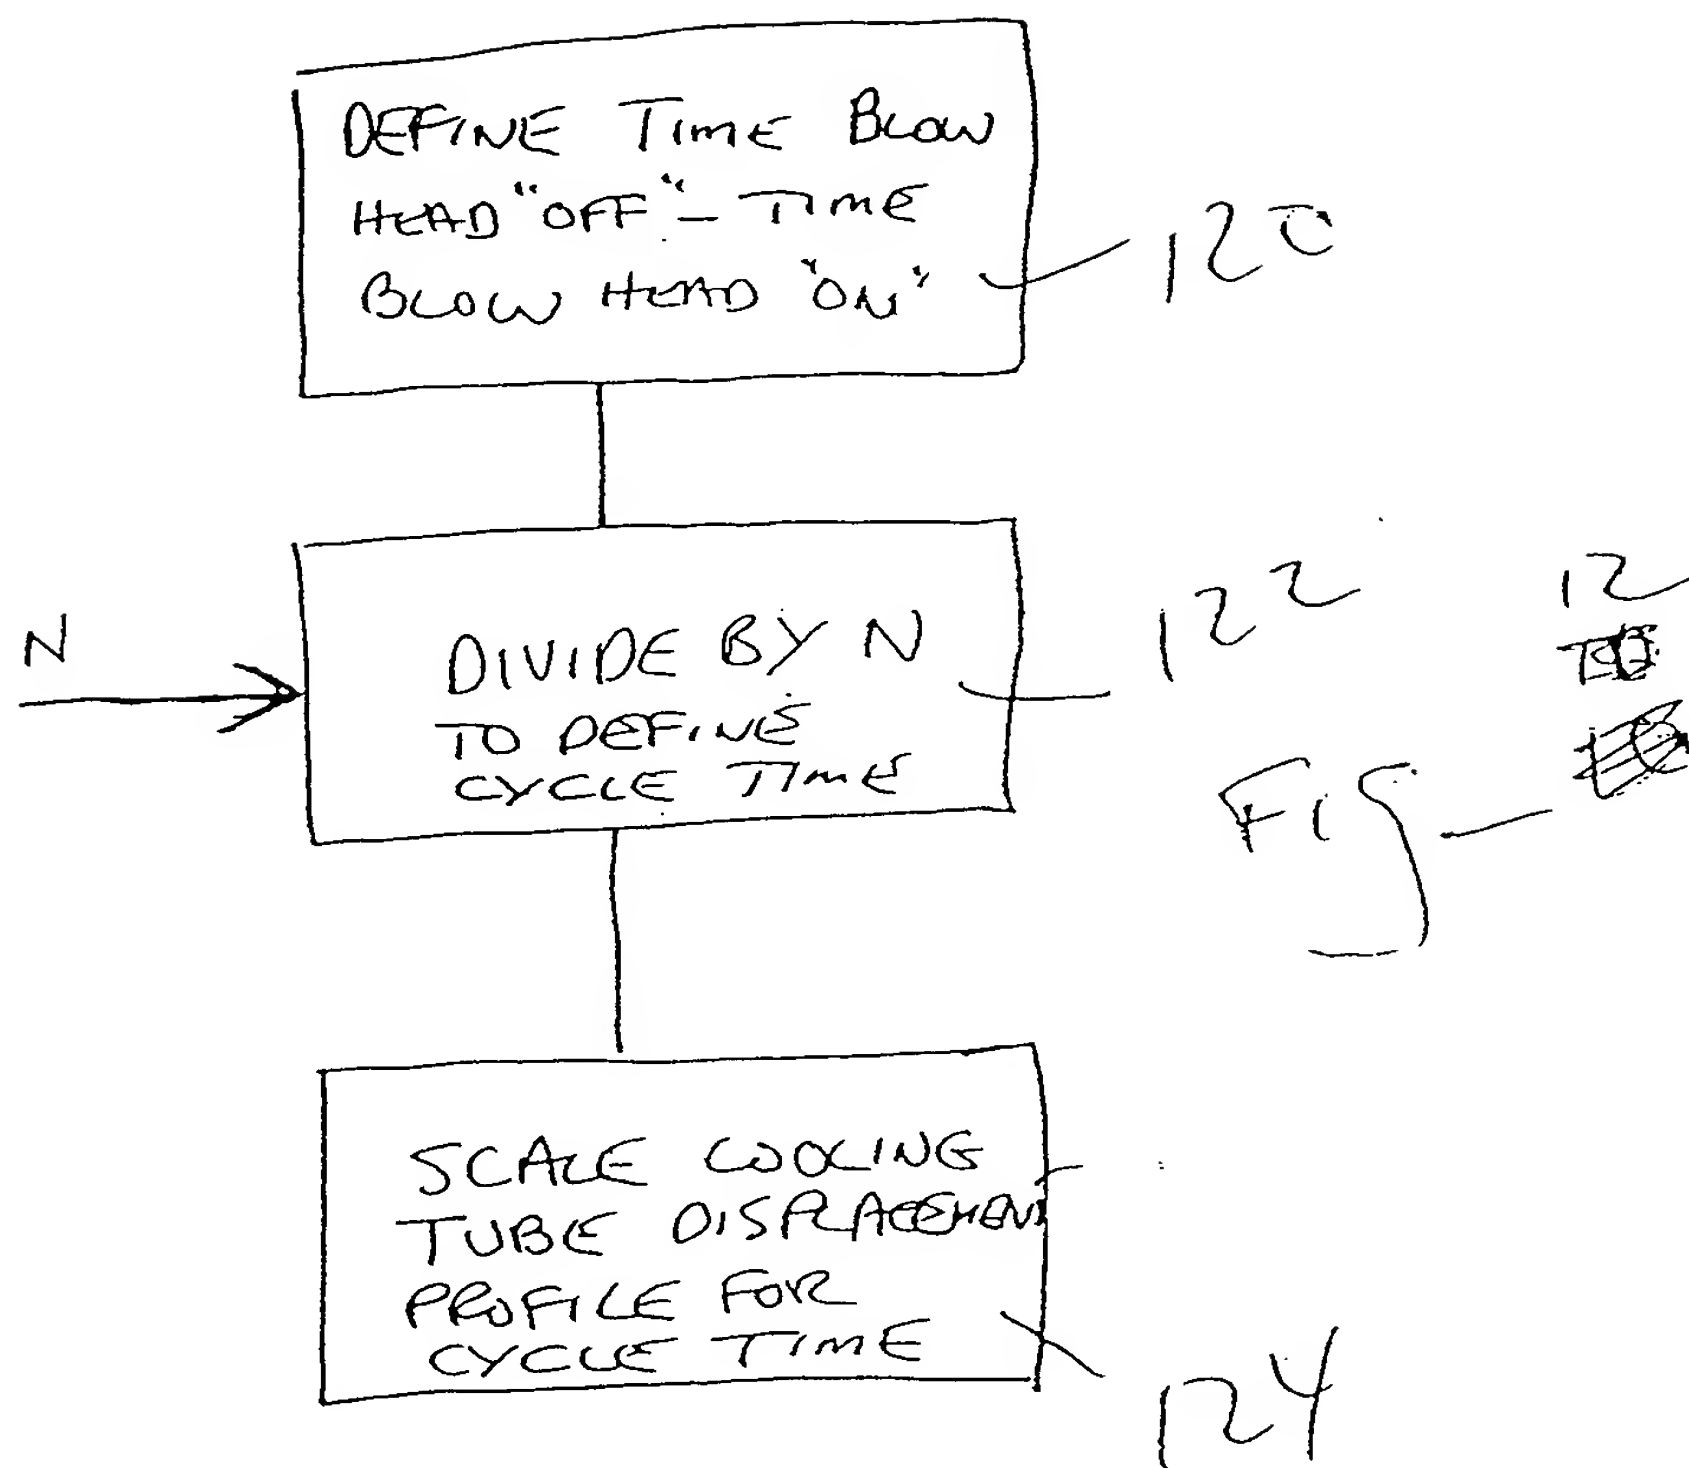 DEFINE TIME BLOW
HEAD "OFF" - TIME
BLOW HEAD "ON"
120
N
DIVIDE BY N
TO DEFINE
CYCLE TIME
122
12
Fig
SCALE COOLING
TUBE DISPLACEMENT
PROFILE FOR
CYCLE TIME
124